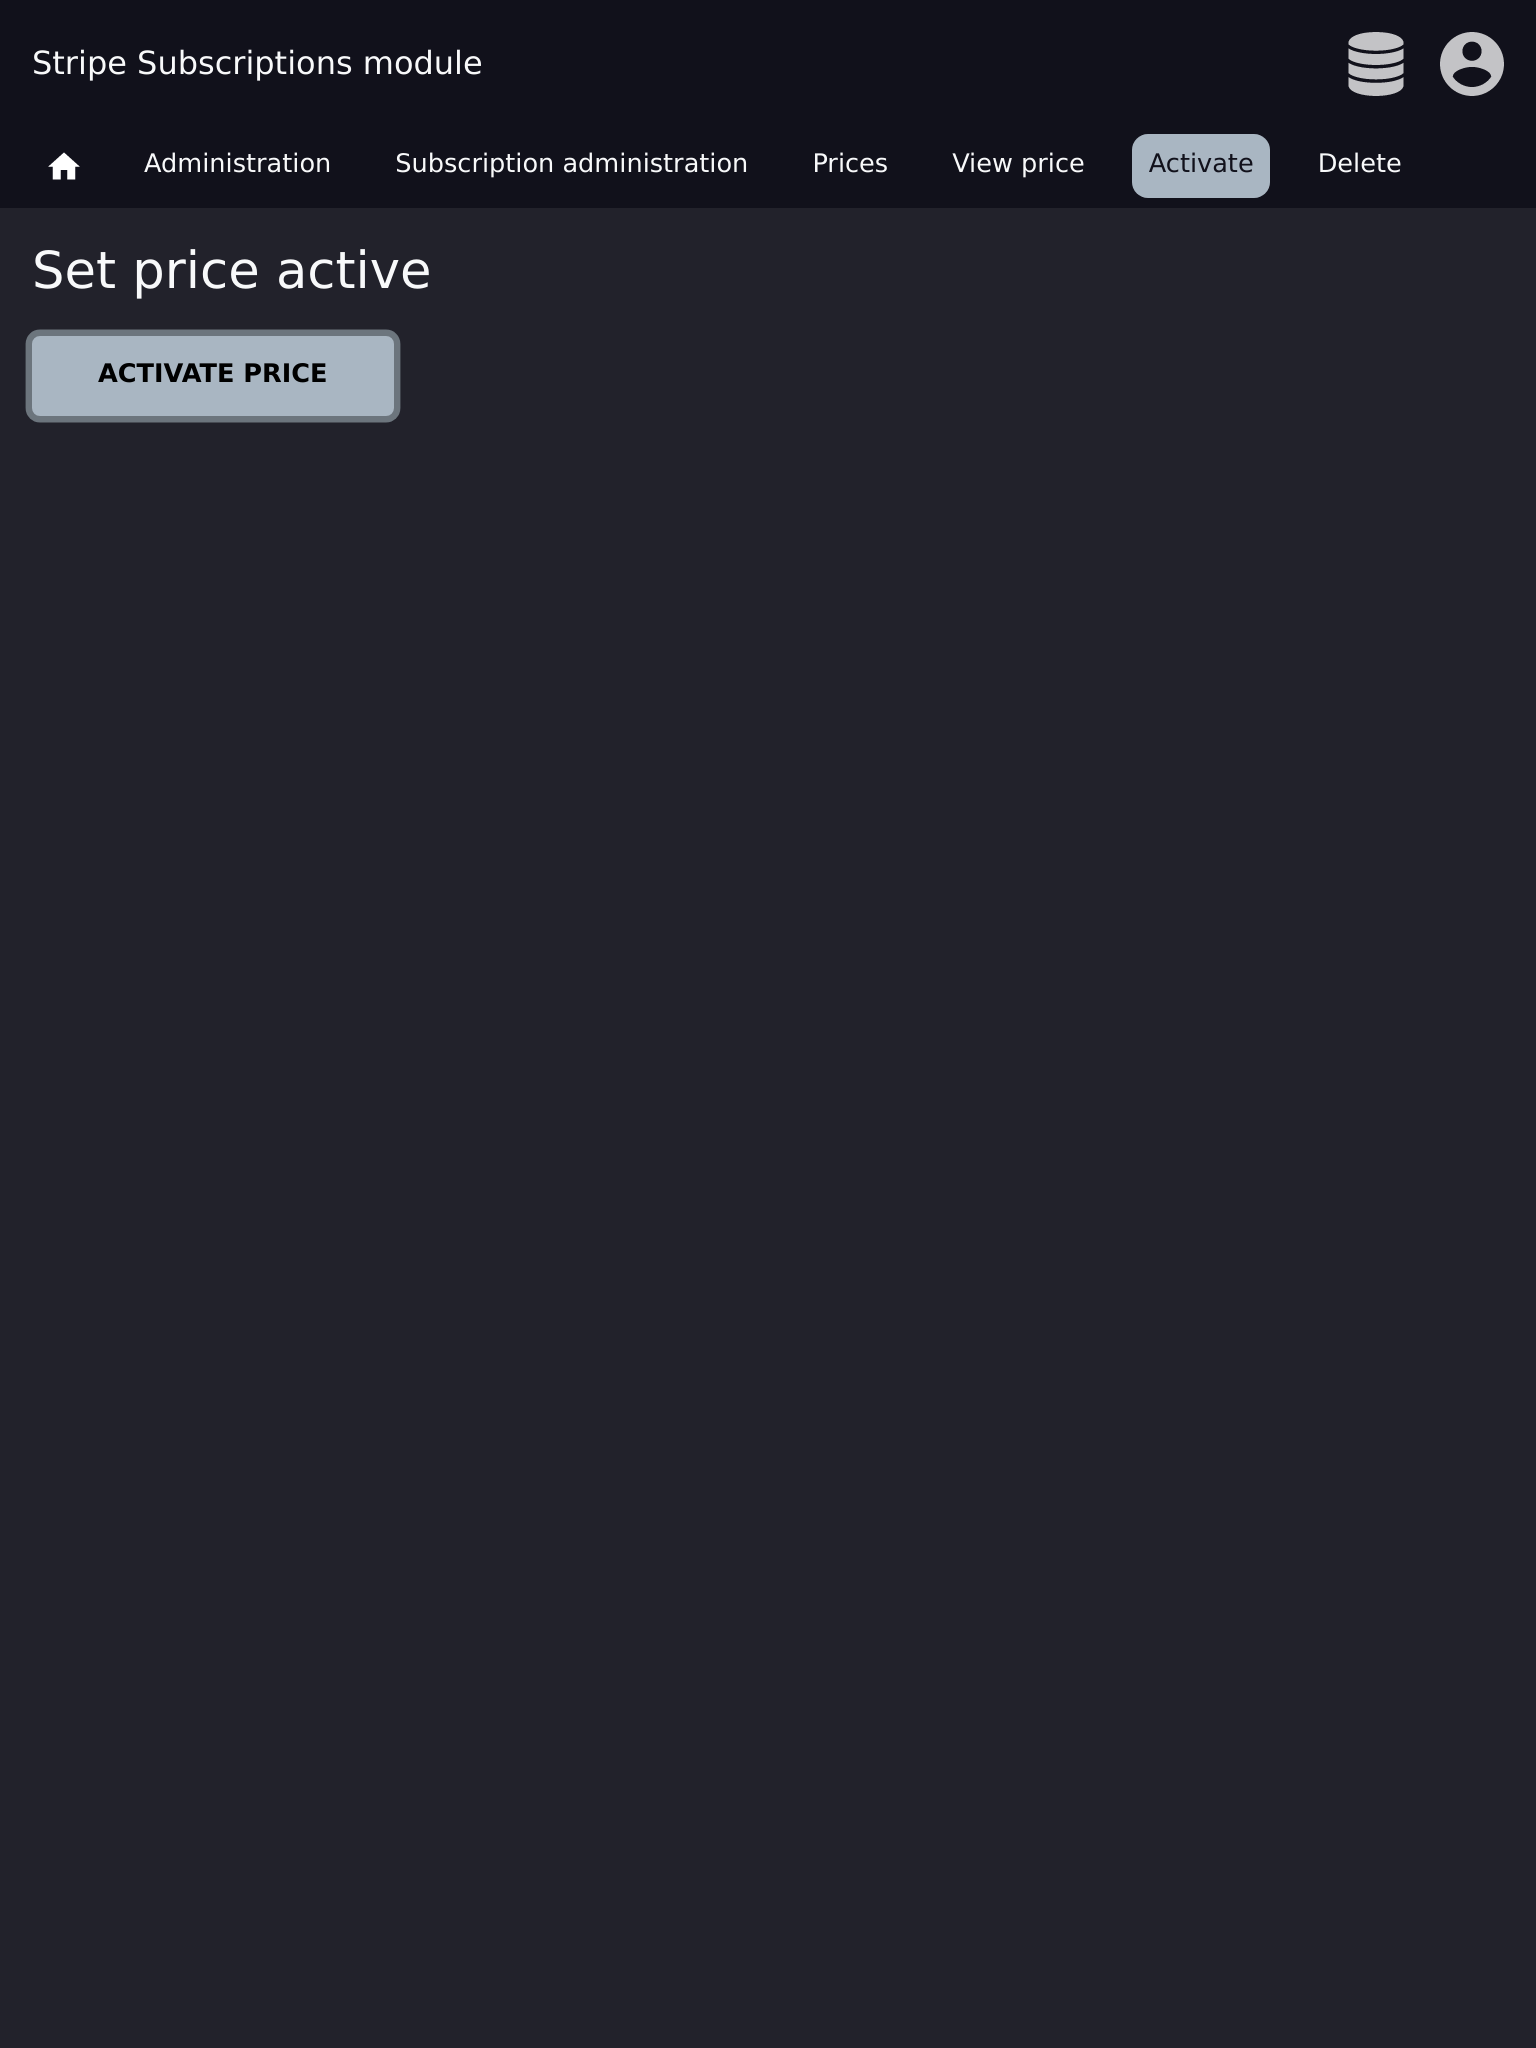 Stripe Subscriptions module
Administration Subscription administration Prices View price Activate Delete
Set price active
ACTIVATE PRICE